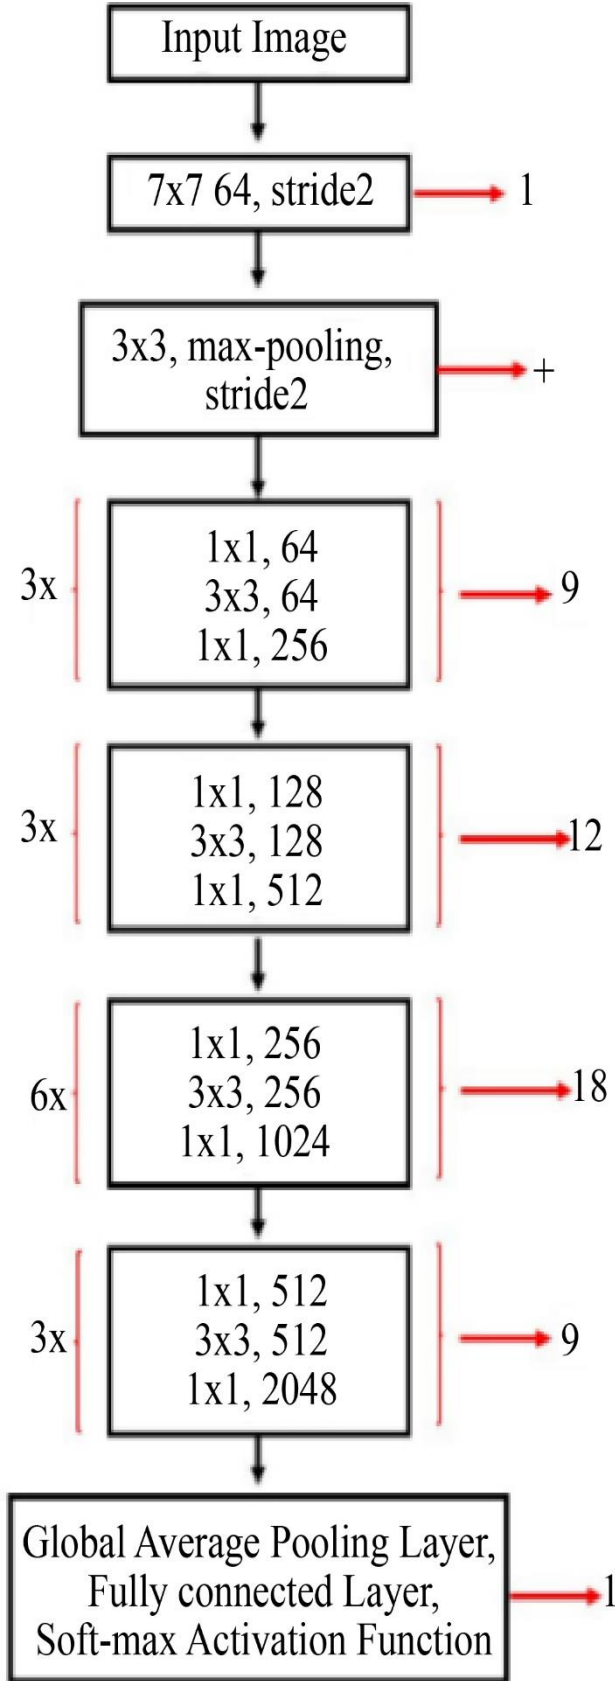 Input Image
7x7 64, stride2
1
3x3, max-pooling,
stride2
+
3x
1x1, 64
3x3, 64
1x1, 256
9
3x
1x1, 128
3x3, 128
1x1, 512
12
6x
1x1, 256
3x3, 256
1x1, 1024
18
3x
1x1, 512
3x3, 512
1x1, 2048
9
Global Average Pooling Layer,
Fully connected Layer,
Soft-max Activation Function
1